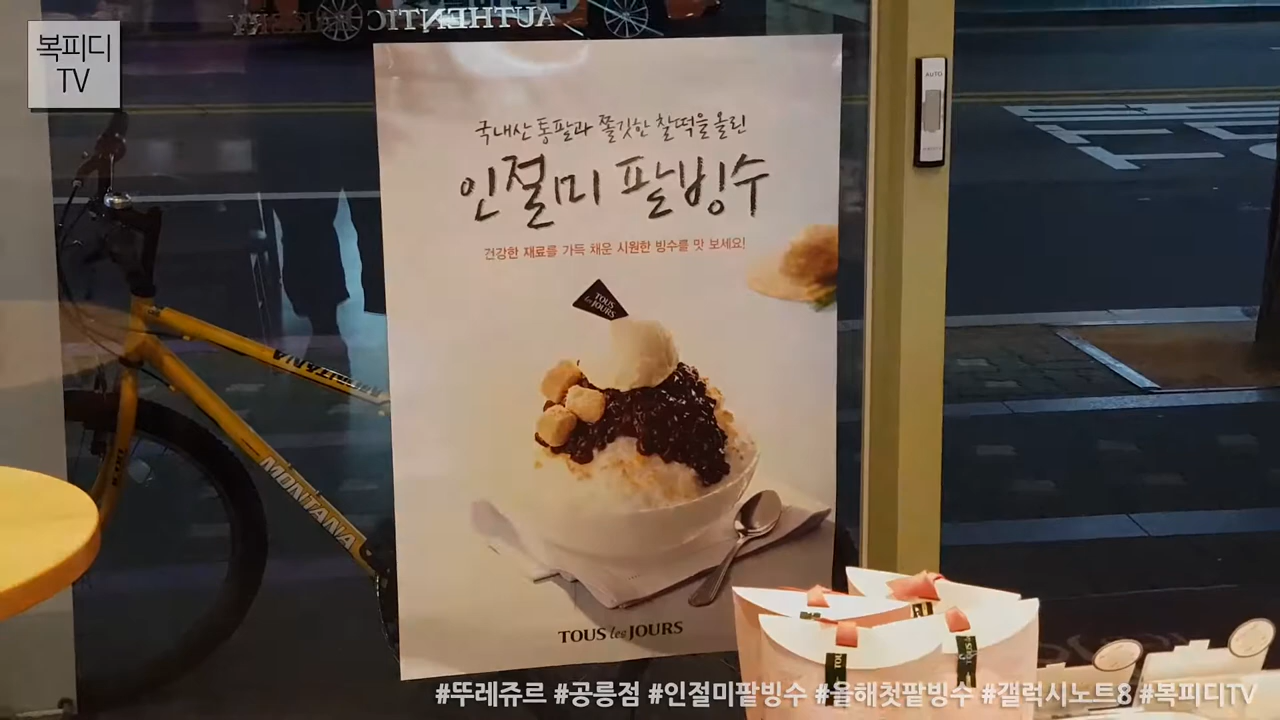 복피디
TV
AUTHENTIC BAKERY
AUTO
국내산 통팥과 쫄깃한 찰떡을 올린
인절미 팥빙수
건강한 재료를 가득 채운 시원한 빙수를 맛 보세요!
TOUS
les
JOURS
MONTANA
MONTANA
TOUS les JOURS
#뚜레쥬르 #공릉점 #인절미팥빙수 #올해첫팥빙수 #갤럭시노트8 #복피디TV